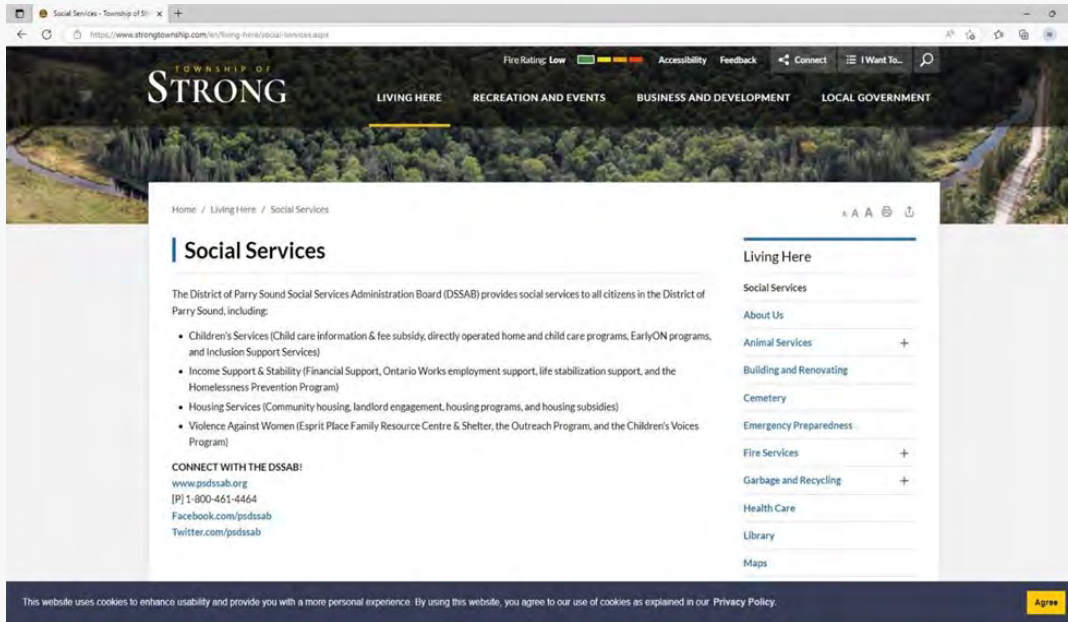 Social Services - Township of St
https://www.strongtownship.com/en/living-here/social-services.aspx
Fire Rating: Low Accessibility Feedback Connect I Want To...
TOWNSHIP OF
STRONG
LIVING HERE RECREATION AND EVENTS BUSINESS AND DEVELOPMENT LOCAL GOVERNMENT
Home / Living Here / Social Services
A A A
Social Services
The District of Parry Sound Social Services Administration Board (DSSAB) provides social services to all citizens in the District of
Parry Sound, including:
• Children's Services (Child care information & fee subsidy, directly operated home and child care programs, EarlyON programs,
and Inclusion Support Services)
• Income Support & Stability (Financial Support, Ontario Works employment support, life stabilization support, and the
Homelessness Prevention Program)
• Housing Services (Community housing, landlord engagement, housing programs, and housing subsidies)
• Violence Against Women (Esprit Place Family Resource Centre & Shelter, the Outreach Program, and the Children's Voices
Program)
CONNECT WITH THE DSSAB!
www.psdssab.org
[P] 1-800-461-4464
Facebook.com/psdssab
Twitter.com/psdssab
Living Here
Social Services
About Us
Animal Services +
Building and Renovating
Cemetery
Emergency Preparedness
Fire Services +
Garbage and Recycling +
Health Care
Library
Maps
This website uses cookies to enhance usability and provide you with a more personal experience. By using this website, you agree to our use of cookies as explained in our Privacy Policy.
Agree